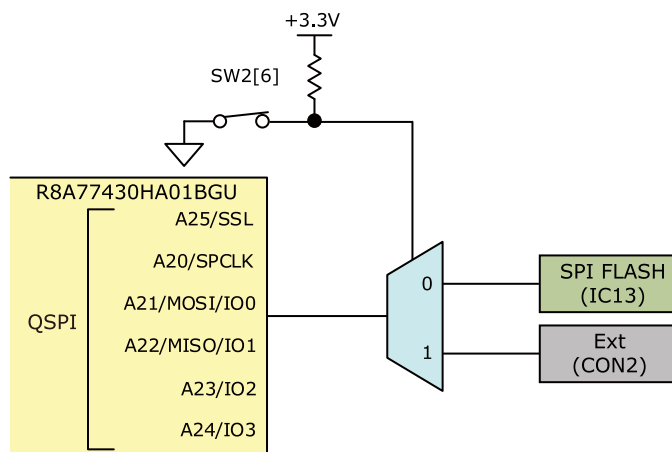 +3.3V
SW2[6]
R8A77430HA01BGU
QSPI
A25/SSL
A20/SPCLK
A21/MOSI/IO0
A22/MISO/IO1
A23/IO2
A24/IO3
0
1
SPI FLASH
(IC13)
Ext
(CON2)